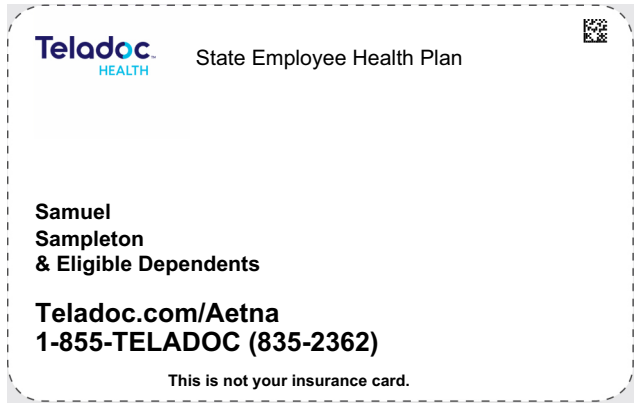 Teladoc
HEALTH
State Employee Health Plan
Samuel
Sampleton
& Eligible Dependents
Teladoc.com/Aetna
1-855-TELADOC (835-2362)
This is not your insurance card.